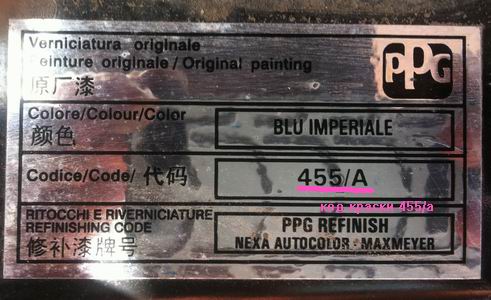 Verniciatura originale
einture originale / Original painting
原厂漆
PPG
Colore/Colour/Color
颜色
BLU IMPERIALE
Codice/Code/ 代码
455/A
код краски 455/a
RITOCCHI E RIVERNICIATURE
REFINISHING CODE
修补漆牌号
PPG REFINISH
NEXA AUTOCOLOR - MAXMEYER